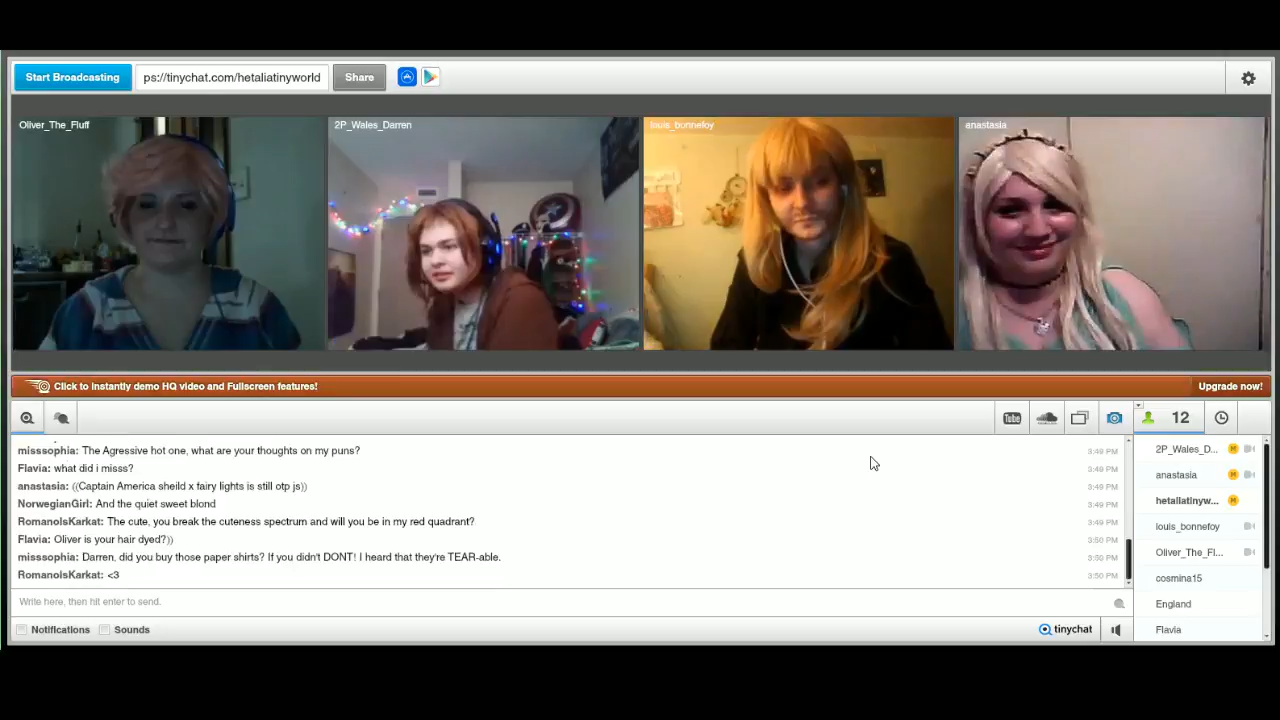 Start Broadcasting
ps://tinychat.com/hetaliatinyworld
Share
Oliver_The_Fluff
2P_Wales_Darren
louis_bonnefoy
anastasia
Click to instantly demo HQ video and Fullscreen features!
Upgrade now!
You Tube
12
misssophia: The Agressive hot one, what are your thoughts on my puns?
3:49 PM
Flavia: what did i misss?
3:49 PM
anastasia: ((Captain America sheild x fairy lights is still otp js))
3:49 PM
NorwegianGirl: And the quiet sweet blond
3:49 PM
RomanoIsKarkat: The cute, you break the cuteness spectrum and will you be in my red quadrant?
3:49 PM
Flavia: Oliver is your hair dyed?))
3:50 PM
misssophia: Darren, did you buy those paper shirts? If you didn't DONT! I heard that they're TEAR-able.
3:50 PM
RomanoIsKarkat: <3
3:50 PM
2P_Wales_D... M
anastasia M
hetaliatinyw... M
louis_bonnefoy
Oliver_The_Fl...
cosmina15
England
Flavia
Write here, then hit enter to send.
Notifications
Sounds
tinychat